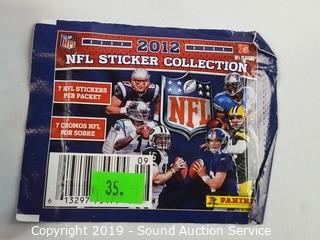 2012
NFL STICKER COLLECTION
7 NFL STICKERS
PER PACKET
NFL
7 CROMOS NFL
POR SOBRE
09
35.
PANINI
Copyright 2019 - Sound Auction Service